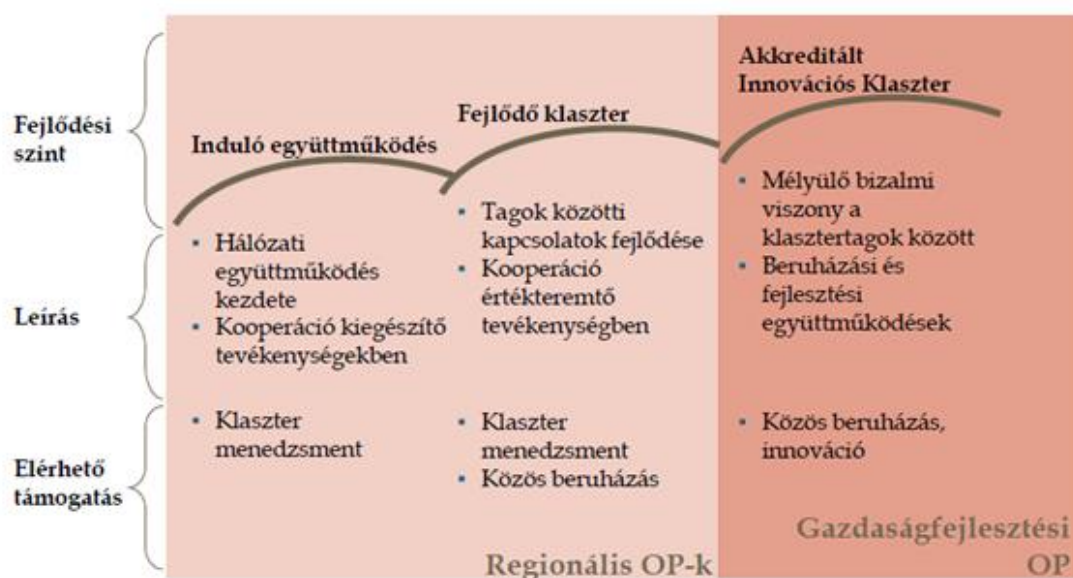 Fejlődési
szint
Leírás
Elérhető
támogatás
Induló együttműködés
▪ Hálózati
együttműködés
kezdete
▪ Kooperáció kiegészítő
tevékenységekben
▪ Klaszter
menedzsment
Fejlődő klaszter
▪ Tagok közötti
kapcsolatok fejlődése
▪ Kooperáció
értékteremtő
tevékenységben
▪ Klaszter
menedzsment
▪ Közös beruházás
Regionális OP-k
Akkreditált
Innovációs Klaszter
▪ Mélyülő bizalmi
viszony a
klasztertagok között
▪ Beruházási és
fejlesztési
együttműködések
▪ Közös beruházás,
innováció
Gazdaságfejlesztési
OP